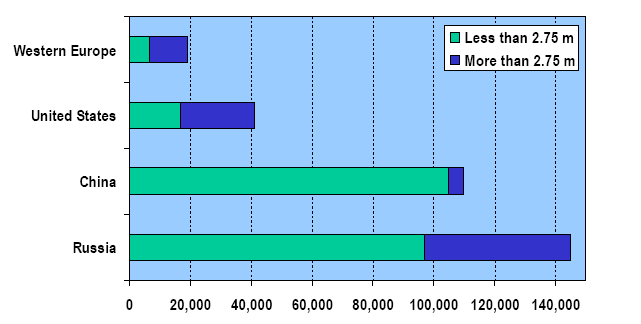 Less than 2.75 m
More than 2.75 m
Western Europe
United States
China
Russia
0 20,000 40,000 60,000 80,000 100,000 120,000 140,000